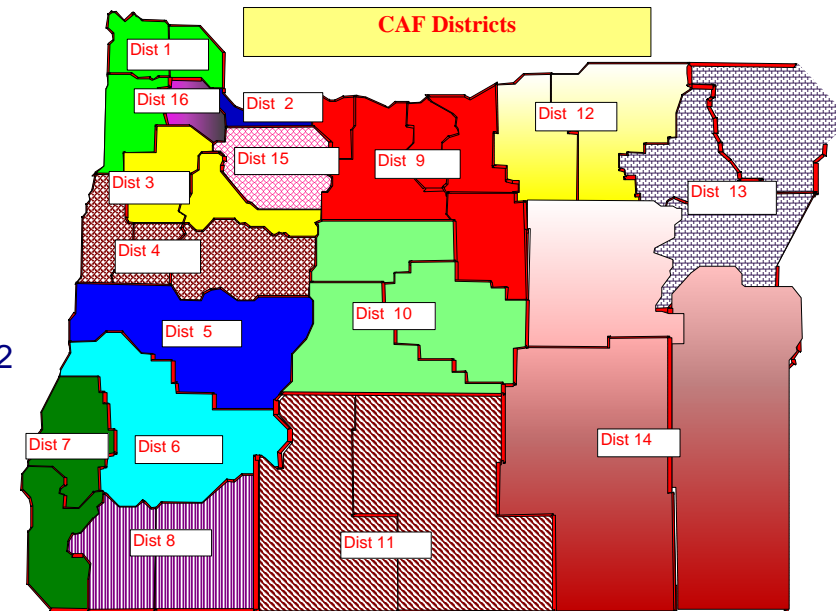 CAF Districts
Dist 1
Dist 16
Dist 2
Dist 12
Dist 15
Dist 9
Dist 3
Dist 13
Dist 4
Dist 10
Dist 5
2
Dist 7
Dist 6
Dist 14
Dist 8
Dist 11